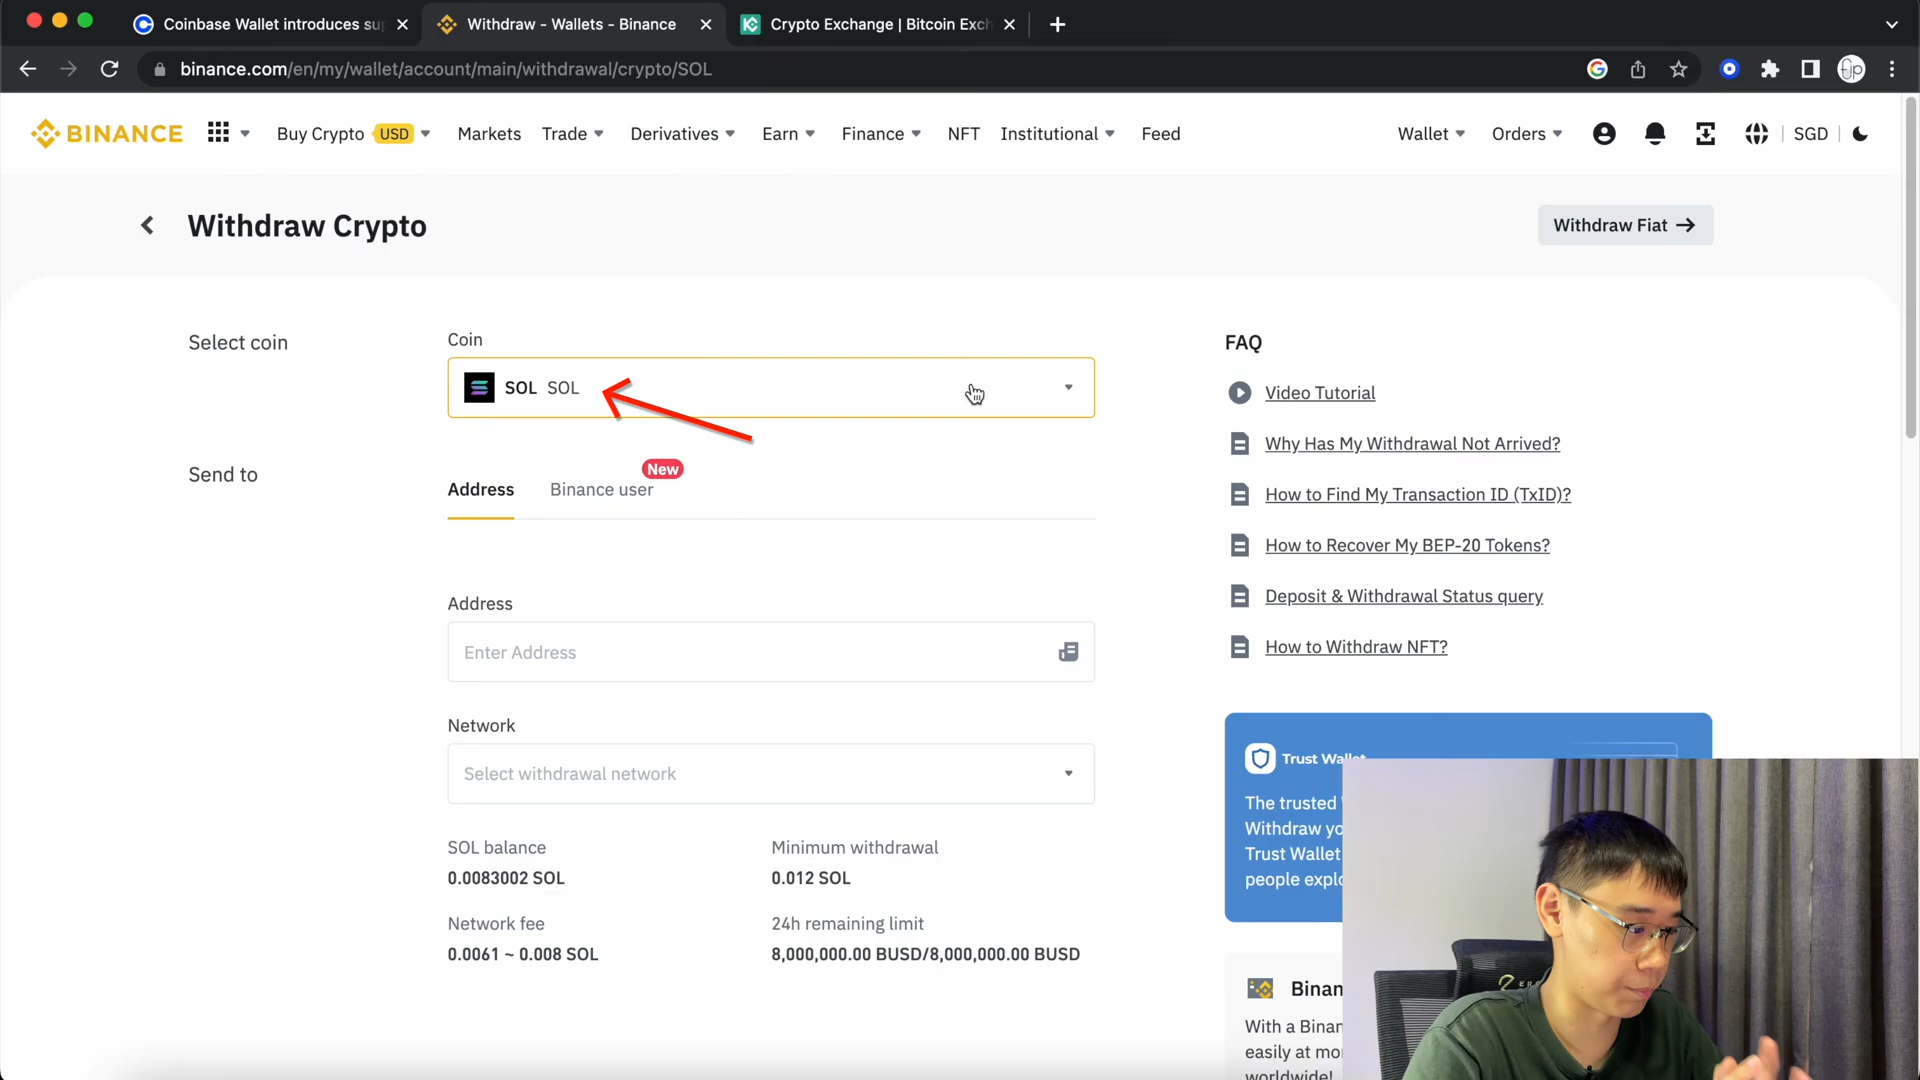 Coinbase Wallet introduces sup
Withdraw - Wallets - Binance
Crypto Exchange | Bitcoin Exch
binance.com/en/my/wallet/account/main/withdrawal/crypto/SOL
BINANCE
Buy Crypto USD
Markets
Trade
Derivatives
Earn
Finance
NFT
Institutional
Feed
Wallet
Orders
SGD
Withdraw Crypto
Withdraw Fiat
Select coin
Coin
SOL SOL
Send to
Address
Binance user
New
Address
Enter Address
Network
Select withdrawal network
SOL balance
0.0083002 SOL
Minimum withdrawal
0.012 SOL
Network fee
0.0061 ~ 0.008 SOL
24h remaining limit
8,000,000.00 BUSD/8,000,000.00 BUSD
FAQ
Video Tutorial
Why Has My Withdrawal Not Arrived?
How to Find My Transaction ID (TxID)?
How to Recover My BEP-20 Tokens?
Deposit & Withdrawal Status query
How to Withdraw NFT?
Trust Wallet
The trusted
Withdraw yo
Trust Wallet
people explo
Binan
With a Binan
easily at mo
worldwide!